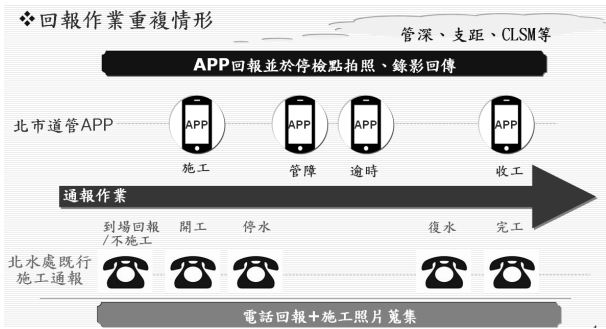 ❖回報作業重複情形
管深、支距、CLSM等
APP回報並於停檢點拍照、錄影回傳
北市道管APP
APP APP APP APP
施工 管障 逾時 收工
通報作業
到場回報 開工 停水 復水 完工
/不施工
北水處既行
施工通報
電話回報+施工照片蒐集